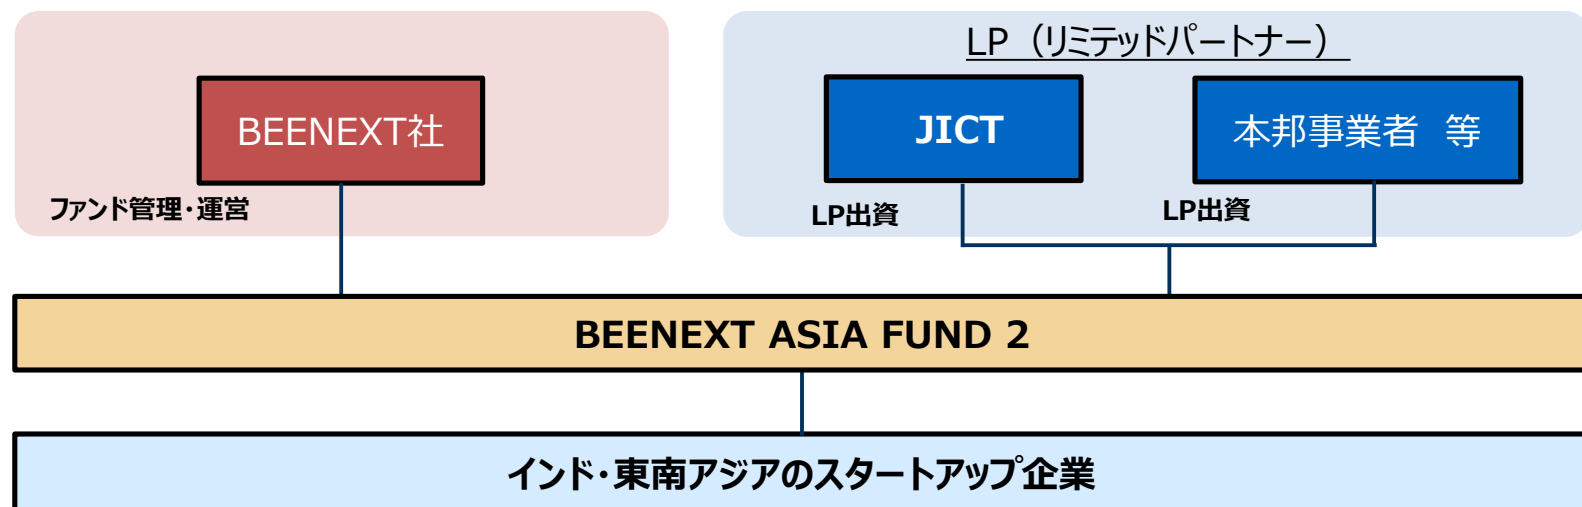 LP（リミテッドパートナー）
BEENEXT社
JICT
本邦事業者　等
ファンド管理・運営
LP出資
LP出資
BEENEXT ASIA FUND 2
インド・東南アジアのスタートアップ企業